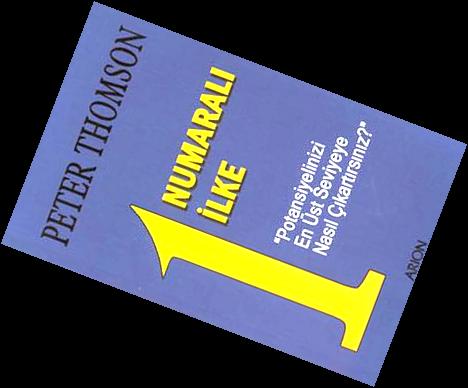 PETER THOMSON
1
NUMARALI
İLKE
"Potansiyelinizi
En Üst Seviyeye
Nasıl Çıkartırsınız?"
ARION